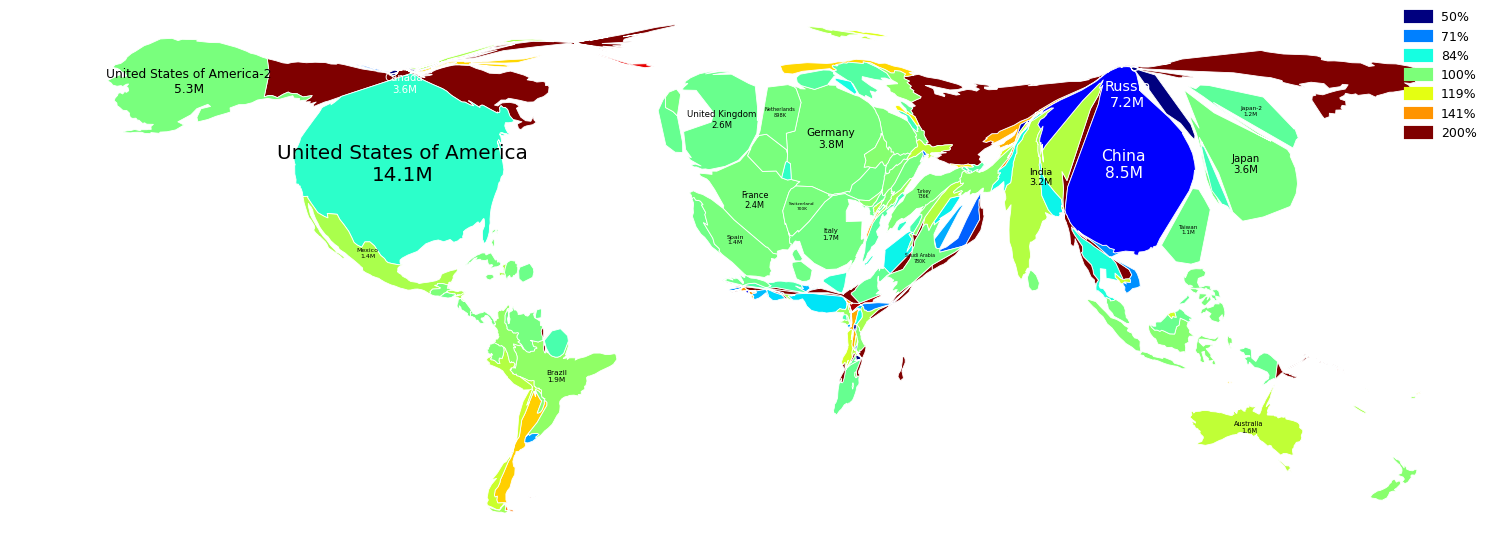 50%
71%
84%
100%
119%
141%
200%
United States of America-2
5.3M
Canada
3.6M
United States of America
14.1M
Mexico
1.4M
Brazil
1.9M
United Kingdom
2.6M
Netherlands
898K
Germany
3.8M
France
2.4M
Switzerland
700K
Spain
1.4M
Italy
1.7M
Turkey
736K
Saudi Arabia
780K
India
3.2M
Russia
7.2M
China
8.5M
Japan-2
1.2M
Japan
3.6M
Taiwan
1.1M
Australia
1.6M